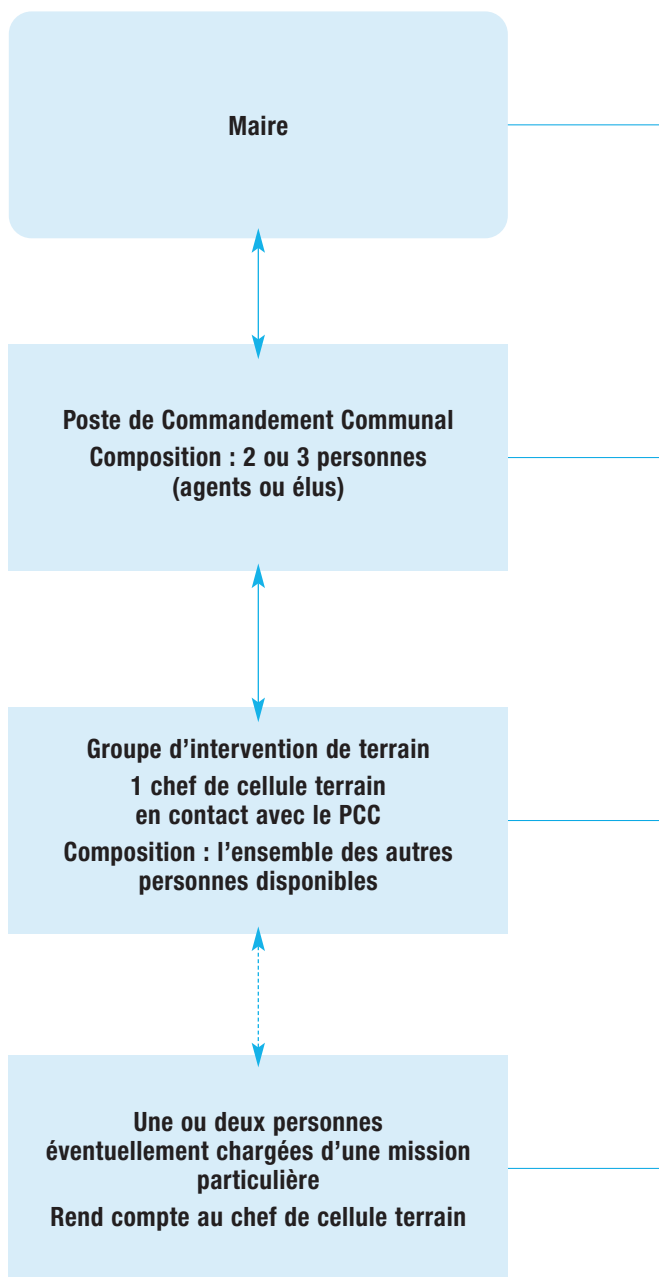 Maire
Poste de Commandement Communal
Composition : 2 ou 3 personnes
(agents ou élus)
Groupe d’intervention de terrain
1 chef de cellule terrain
en contact avec le PCC
Composition : l’ensemble des autres
personnes disponibles
Une ou deux personnes
éventuellement chargées d’une mission
particulière
Rend compte au chef de cellule terrain